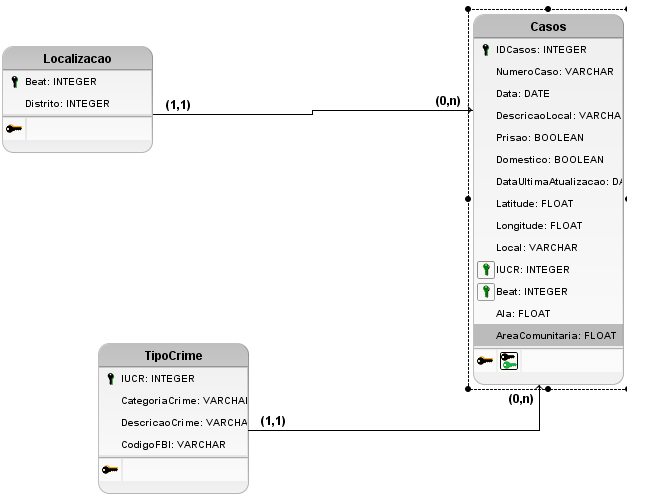 Localizacao
Beat: INTEGER
Distrito: INTEGER
(1,1)
(0,n)
Casos
IDCasos: INTEGER
NumeroCaso: VARCHAR
Data: DATE
DescricaoLocal: VARCHA
Prisao: BOOLEAN
Domestico: BOOLEAN
DataUltimaAtualizacao: DA
Latitude: FLOAT
Longitude: FLOAT
Local: VARCHAR
IUCR: INTEGER
Beat: INTEGER
Ala: FLOAT
AreaComunitaria: FLOAT
TipoCrime
IUCR: INTEGER
CategoriaCrime: VARCHAI
DescricaoCrime: VARCHA
CodigoFBI: VARCHAR
(1,1)
(0,n)